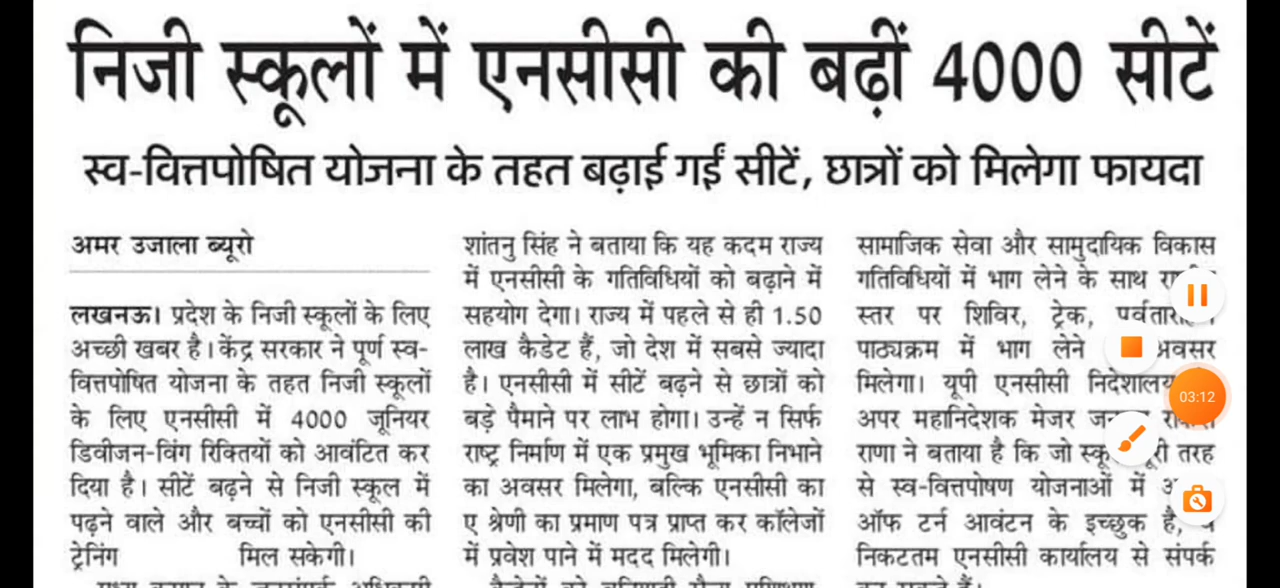 निजी स्कूलों में एनसीसी की बढ़ीं 4000 सीटें
स्व-वित्तपोषित योजना के तहत बढ़ाई गईं सीटें, छात्रों को मिलेगा फायदा
अमर उजाला ब्यूरो
लखनऊ। प्रदेश के निजी स्कूलों के लिए
अच्छी खबर है। केंद्र सरकार ने पूर्ण स्व-
वित्तपोषित योजना के तहत निजी स्कूलों
के लिए एनसीसी में 4000 जूनियर
डिवीजन-विंग रिक्तियों को आवंटित कर
दिया है। सीटें बढ़ने से निजी स्कूल में
पढ़ने वाले और बच्चों को एनसीसी की
ट्रेनिंग मिल सकेगी।
शांतनु सिंह ने बताया कि यह कदम राज्य
में एनसीसी के गतिविधियों को बढ़ाने में
सहयोग देगा। राज्य में पहले से ही 1.50
लाख कैडेट हैं, जो देश में सबसे ज्यादा
है। एनसीसी में सीटें बढ़ने से छात्रों को
बड़े पैमाने पर लाभ होगा। उन्हें न सिर्फ
राष्ट्र निर्माण में एक प्रमुख भूमिका निभाने
का अवसर मिलेगा, बल्कि एनसीसी का
ए श्रेणी का प्रमाण पत्र प्राप्त कर कॉलेजों
में प्रवेश पाने में मदद मिलेगी।
सामाजिक सेवा और सामुदायिक विकास
गतिविधियों में भाग लेने के साथ
स्तर पर शिविर, ट्रेक,
पाठ्यक्रम में भाग लेने अवसर
मिलेगा। यूपी एनसीसी निदेशालय
अपर महानिदेशक मेजर
राणा ने बताया है कि जो तरह
से स्व-वित्तपोषण योजनाओं में
ऑफ टर्न आवंटन के इच्छुक है,
निकटतम एनसीसी कार्यालय से संपर्क
03:12